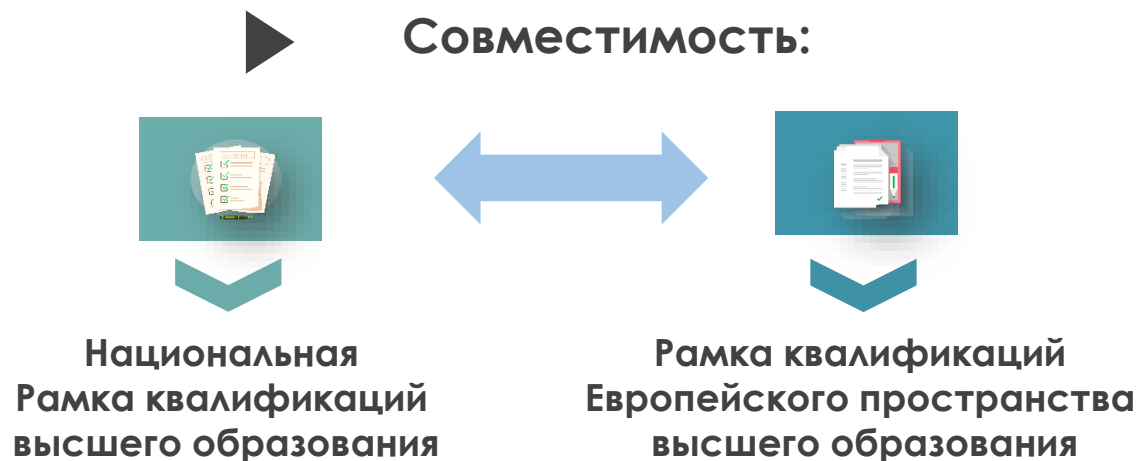 Совместимость:
Национальная
Рамка квалификаций
высшего образования
Рамка квалификаций
Европейского пространства
высшего образования